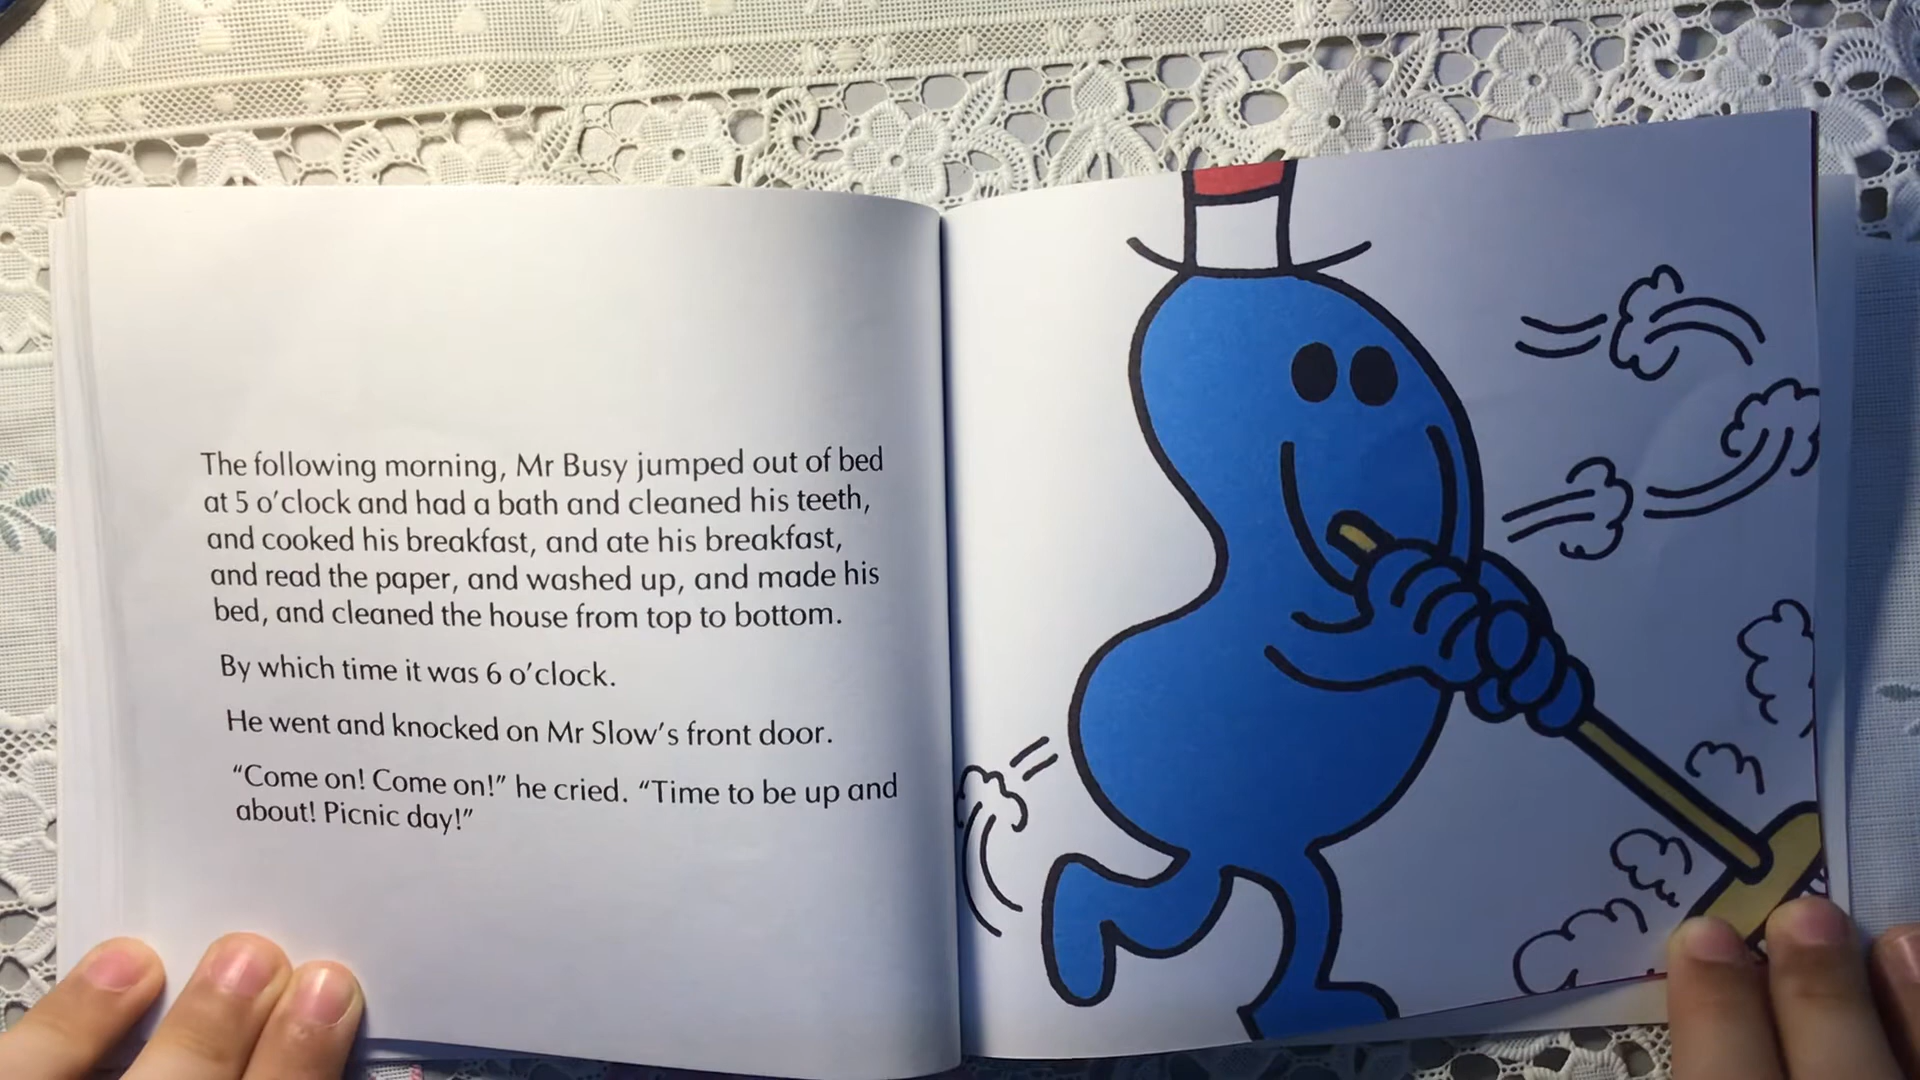 The following morning, Mr Busy jumped out of bed
at 5 o'clock and had a bath and cleaned his teeth,
and cooked his breakfast, and ate his breakfast,
and read the paper, and washed up, and made his
bed, and cleaned the house from top to bottom.
By which time it was 6 o'clock.
He went and knocked on Mr Slow's front door.
“Come on! Come on!” he cried. “Time to be up and
about! Picnic day!”